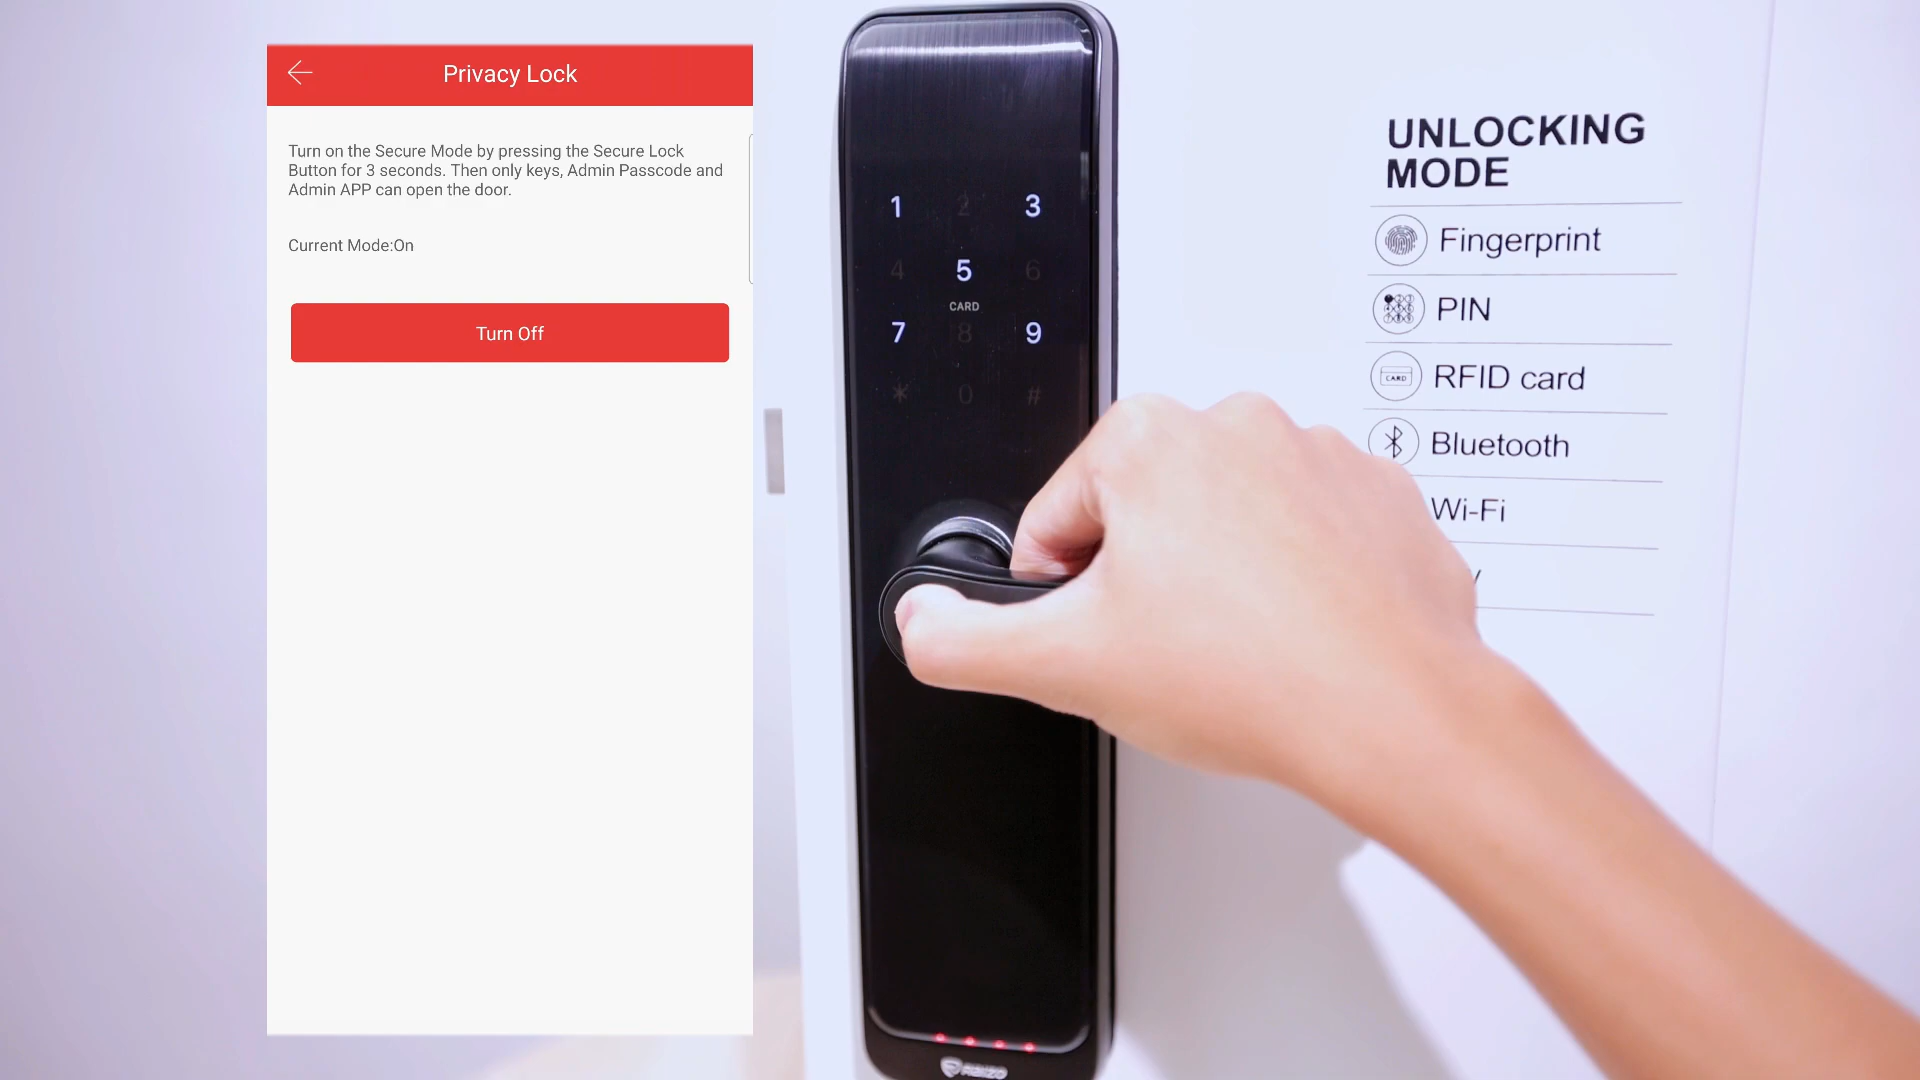 Privacy Lock
Turn on the Secure Mode by pressing the Secure Lock
Button for 3 seconds. Then only keys, Admin Passcode and
Admin APP can open the door.
Current Mode:On
Turn Off
1 2 3
4 5 6
CARD
7 8 9
* 0 #
UNLOCKING
MODE
Fingerprint
PIN
CARD
RFID card
Bluetooth
Wi-Fi